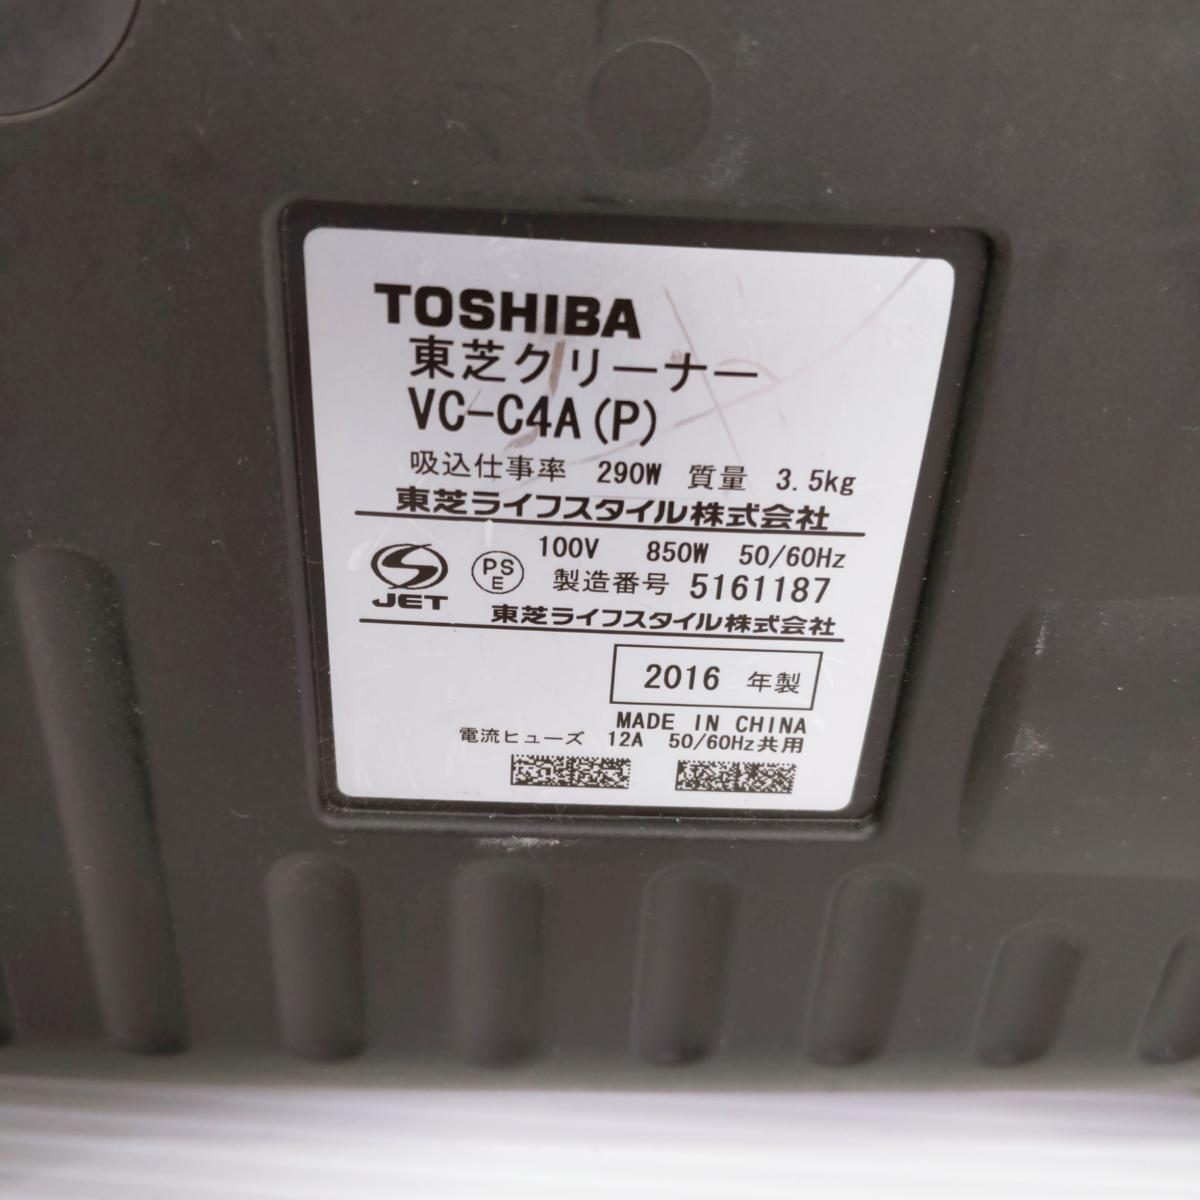 TOSHIBA
東芝クリーナー
VC-C4A(P)
吸込仕事率 290W 質量 3.5kg
東芝ライフスタイル株式会社
100V 850W 50/60Hz
JET PSE 製造番号 5161187
東芝ライフスタイル株式会社
2016 年製
MADE IN CHINA
電流ヒューズ 12A 50/60Hz共用